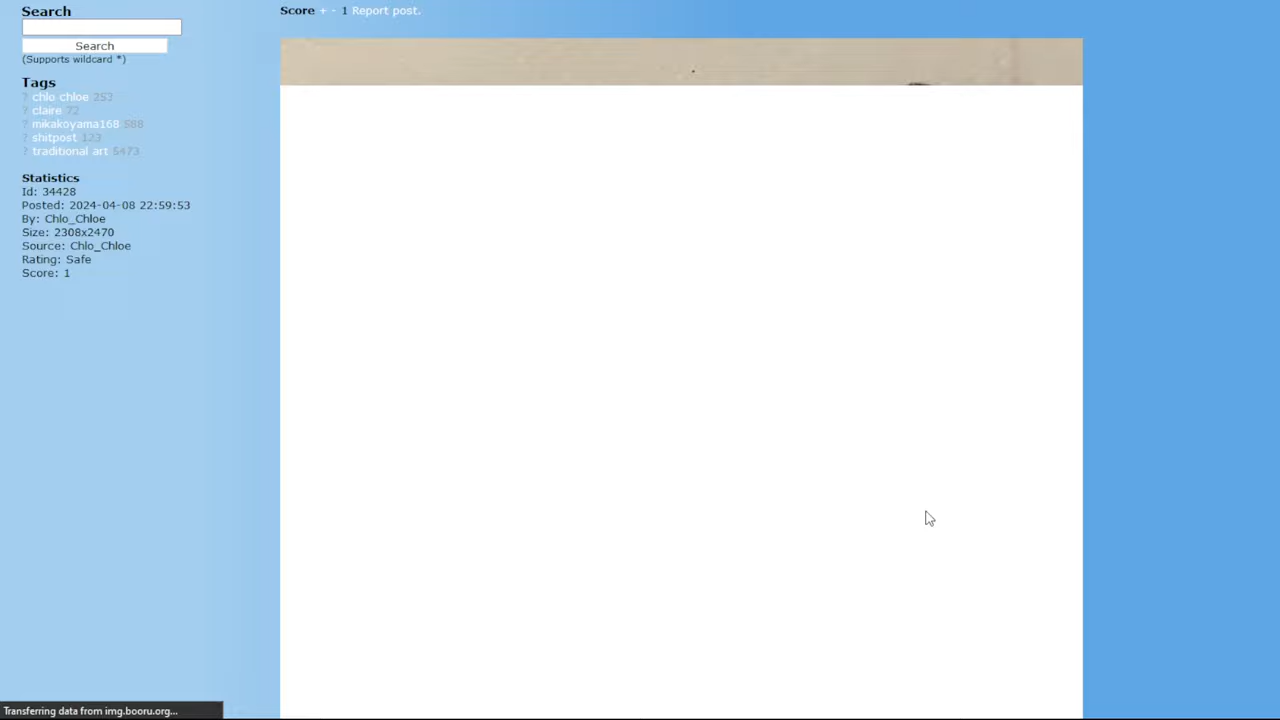 Search
Search
(Supports wildcard *)
Tags
? chlo chloe 253
? claire 72
? mikakoyama168 588
? shitpost 123
? traditional art 5473
Statistics
Id: 34428
Posted: 2024-04-08 22:59:53
By: Chlo_Chloe
Size: 2308x2470
Source: Chlo_Chloe
Rating: Safe
Score: 1
Score + - 1 Report post.
Transferring data from img.booru.org...